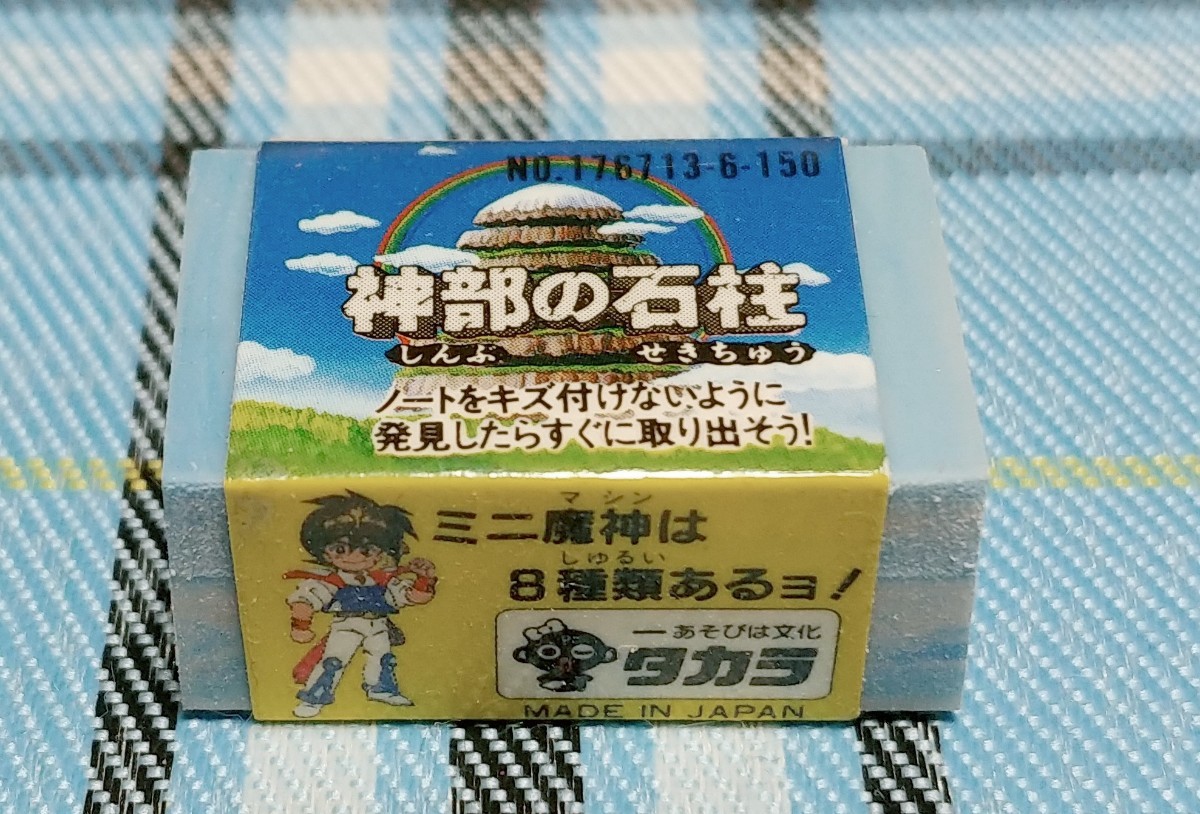 NO.176713-6-150
神部の石柱
しんぶ せきちゅう
ノートをキズ付けないように
発見したらすぐに取り出そう!
マシン
ミニ魔神は
しゅるい
8種類あるヨ!
ーあそびは文化
タカラ
MADE IN JAPAN